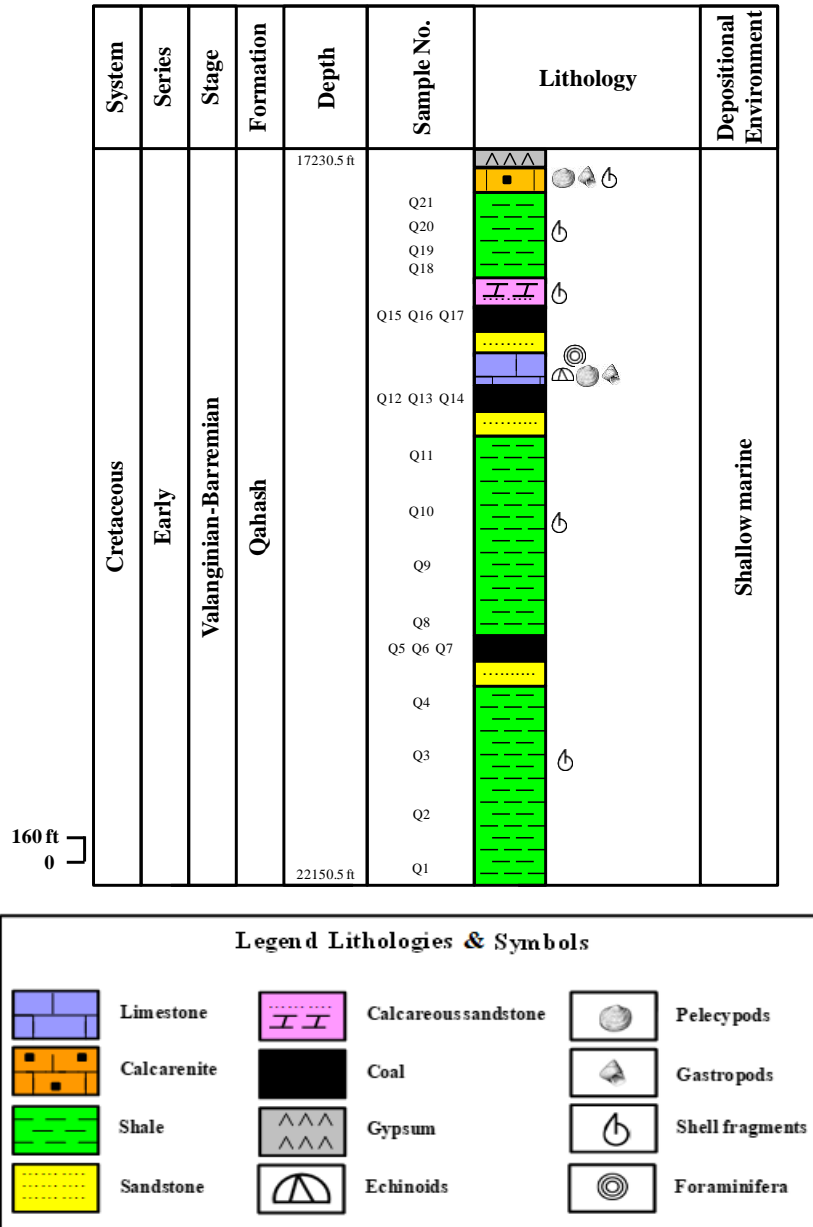 System
Series
Stage
Formation
Depth
Sample No.
Lithology
Depositional
Environment
Cretaceous
Early
Valanginian-Barremian
Qahash
17230.5 ft
Q21
Q20
Q19
Q18
Q15 Q16 Q17
Q12 Q13 Q14
Q11
Q10
Q9
Q8
Q5 Q6 Q7
Q4
Q3
Q2
Q1
22150.5 ft
Shallow marine
160 ft
0
Legend Lithologies & Symbols
Limestone
Calcareous sandstone
Pelecypods
Calcarenite
Coal
Gastropods
Shale
Gypsum
Shell fragments
Sandstone
Echinoids
Foraminifera